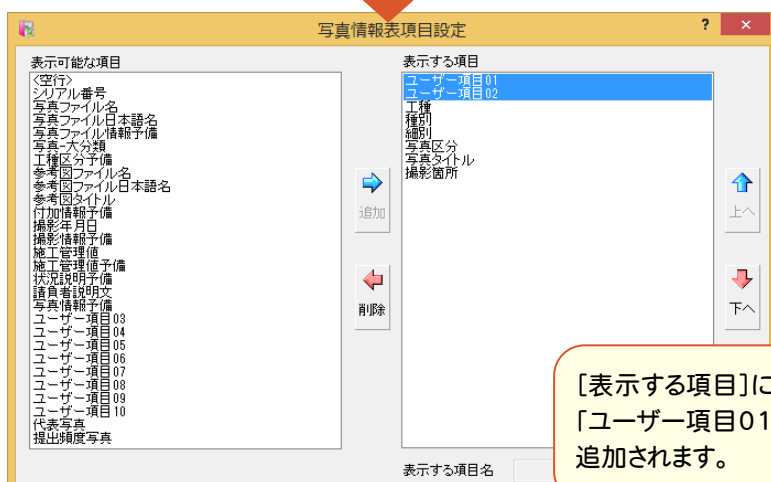 写真情報表項目設定
?
×
表示可能な項目
<空行>
シリアル番号
写真ファイル名
写真ファイル日本語名
写真ファイル情報予備
写真-大分類
工種区分予備
参考図ファイル名
参考図ファイル日本語名
参考図タイトル
付加情報予備
撮影年月日
撮影情報予備
施工管理値
施工管理値予備
状況説明予備
請負者説明文
写真情報予備
ユーザー項目03
ユーザー項目04
ユーザー項目05
ユーザー項目06
ユーザー項目07
ユーザー項目08
ユーザー項目09
ユーザー項目10
代表写真
提出頻度写真
追加
削除
表示する項目
ユーザー項目01
ユーザー項目02
工種
種別
細別
写真区分
写真タイトル
撮影箇所
上へ
下へ
表示する項目名
[表示する項目]に
「ユーザー項目01
追加されます。